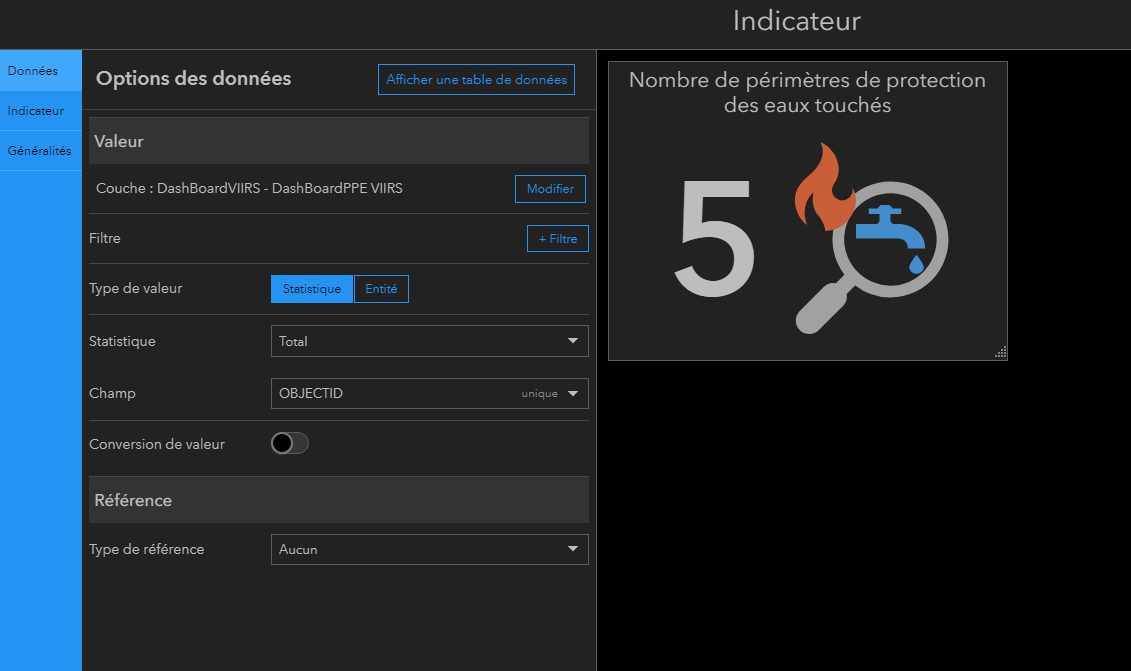 Indicateur
Données
Indicateur
Généralités
Options des données
Afficher une table de données
Valeur
Couche : DashBoardVIIRS - DashBoardPPE VIIRS
Modifier
Filtre
+ Filtre
Type de valeur
Statistique
Entité
Statistique
Total
Champ
OBJECTID
unique
Conversion de valeur
Référence
Type de référence
Aucun
Nombre de périmètres de protection
des eaux touchés
5